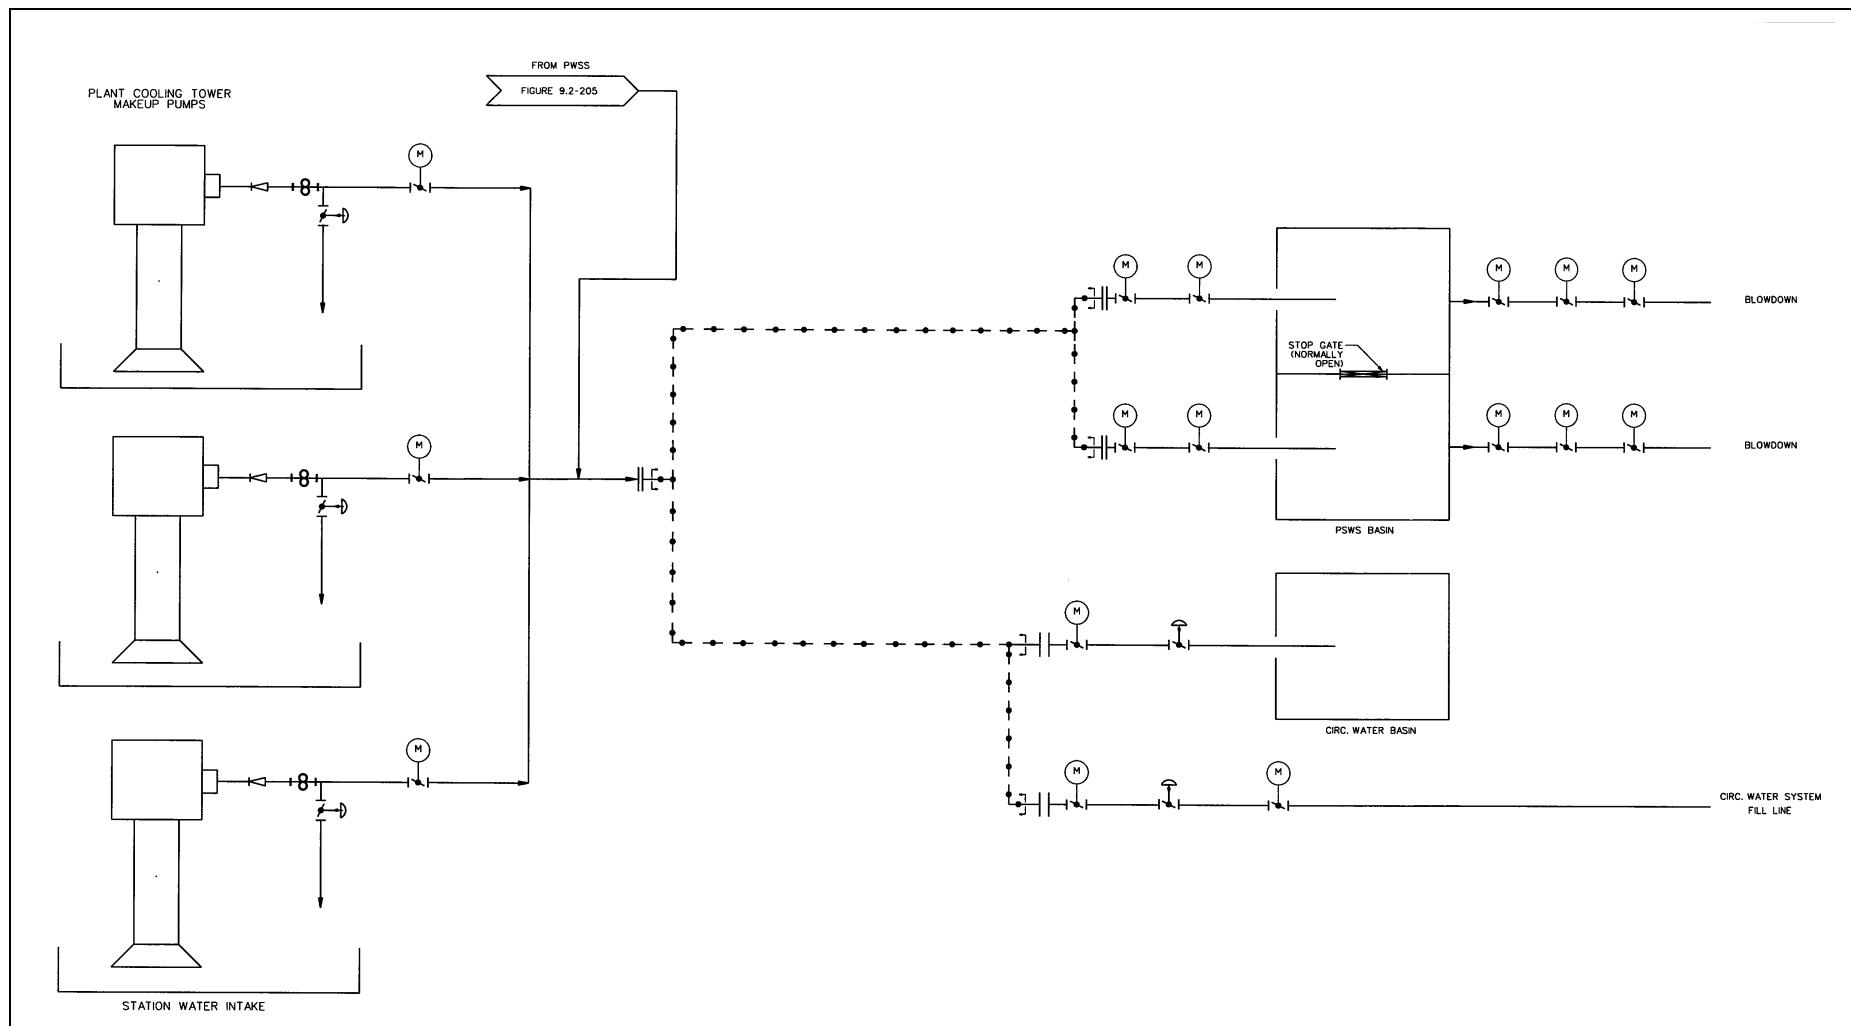 FROM PWSS
FIGURE 9.2-205
PLANT COOLING TOWER
MAKEUP PUMPS
M
M
M
M
M
M
M
BLOWDOWN
STOP GATE
(NORMALLY
OPEN)
M
M
M
M
M
M
BLOWDOWN
PSWS BASIN
M
CIRC. WATER BASIN
M
M
M
CIRC. WATER SYSTEM
FILL LINE
STATION WATER INTAKE